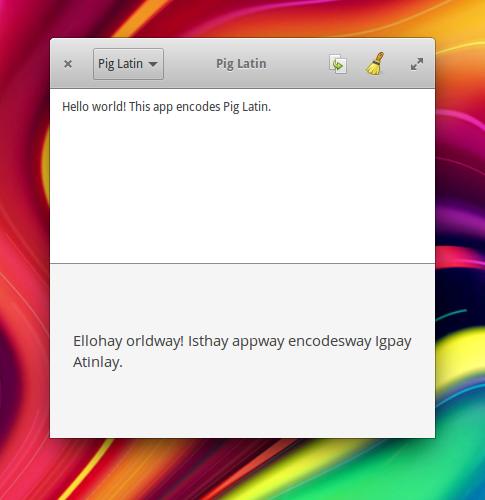 Pig Latin Pig Latin
Hello world! This app encodes Pig Latin.
Ellohay orldway! Isthay appway encodesway Igpay
Atinlay.